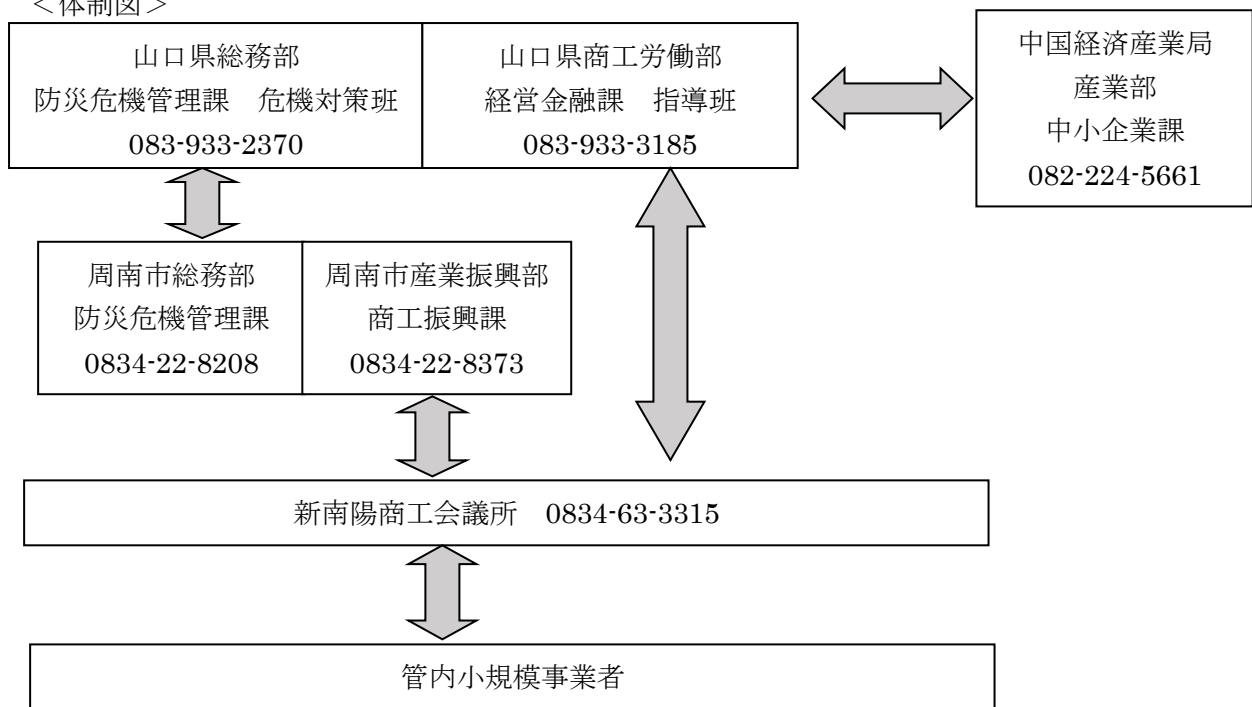 ＜体制図＞
山口県総務部
防災危機管理課　危機対策班
083-933-2370
山口県商工労働部
経営金融課　指導班
083-933-3185
中国経済産業局
産業部
中小企業課
082-224-5661
周南市総務部
防災危機管理課
0834-22-8208
周南市産業振興部
商工振興課
0834-22-8373
新南陽商工会議所　0834-63-3315
管内小規模事業者